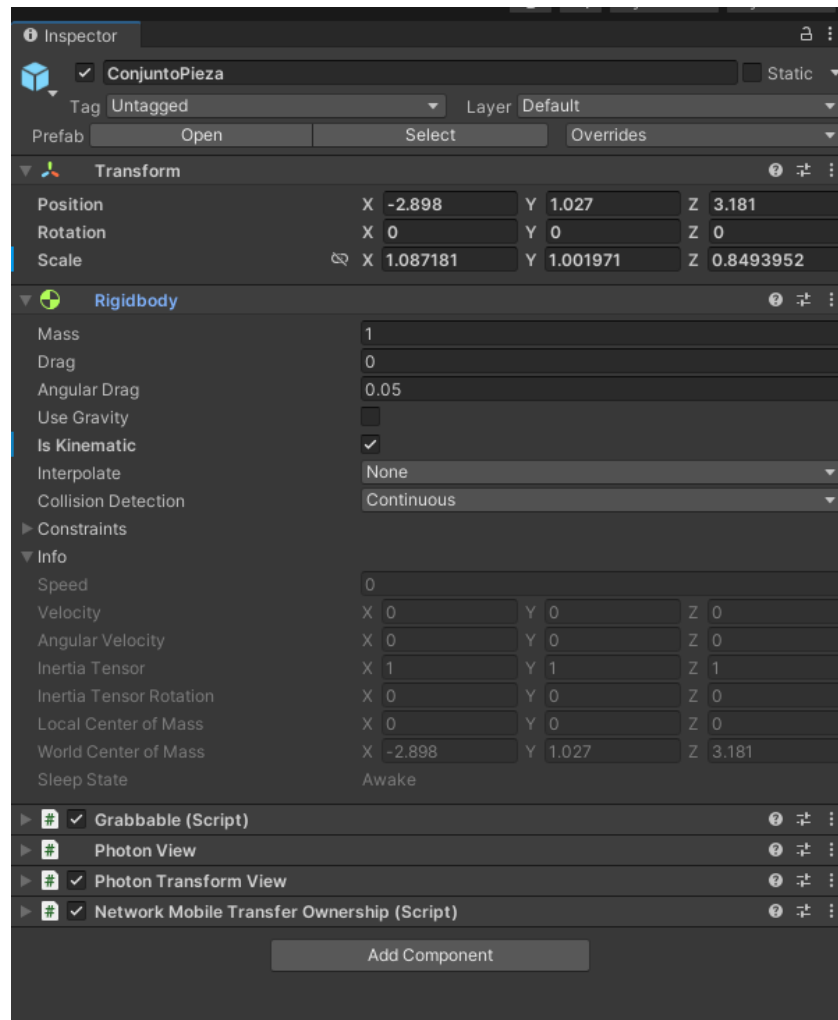 Inspector
ConjuntoPieza Static
Tag Untagged Layer Default
Prefab Open Select Overrides
Transform
Position X -2.898 Y 1.027 Z 3.181
Rotation X 0 Y 0 Z 0
Scale X 1.087181 Y 1.001971 Z 0.8493952
Rigidbody
Mass 1
Drag 0
Angular Drag 0.05
Use Gravity
Is Kinematic
Interpolate None
Collision Detection Continuous
Constraints
Info
Speed 0
Velocity X 0 Y 0 Z 0
Angular Velocity X 0 Y 0 Z 0
Inertia Tensor X 1 Y 1 Z 1
Inertia Tensor Rotation X 0 Y 0 Z 0
Local Center of Mass X 0 Y 0 Z 0
World Center of Mass X -2.898 Y 1.027 Z 3.181
Sleep State Awake
# Grabbable (Script)
# Photon View
# Photon Transform View
# Network Mobile Transfer Ownership (Script)
Add Component